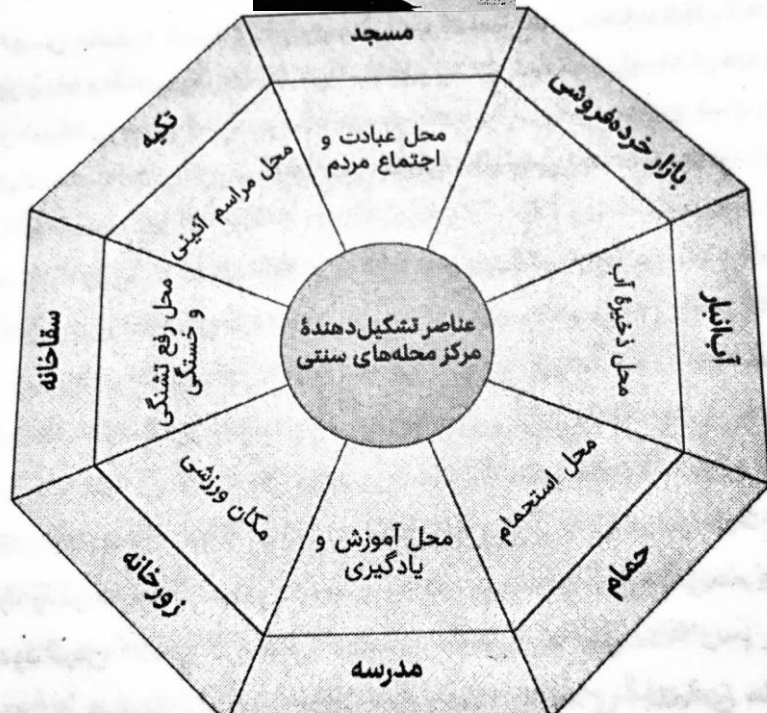 عناصر تشکیل‌دهندهٔ
مرکز محله‌های سنتی
مسجد
محل عبادت و
اجتماع مردم
بازار خرده‌فروشی
آب‌انبار
محل ذخیرهٔ آب
حمام
محل استحمام
مدرسه
محل آموزش و
یادگیری
زورخانه
مکان ورزشی
سقاخانه
محل رفع تشنگی
و خستگی
تکیه
محل مراسم آئینی